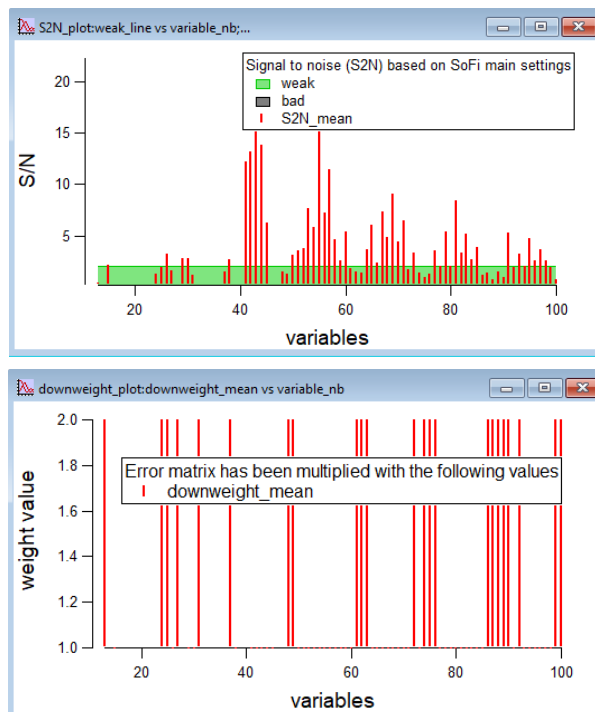 S2N_plot:weak_line vs variable_nb;...
Signal to noise (S2N) based on SoFi main settings
weak
bad
S2N_mean
S/N
20
15
10
5
20
40
60
80
100
variables
downweight_plot:downweight_mean vs variable_nb
Error matrix has been multiplied with the following values
downweight_mean
weight value
2.0
1.8
1.6
1.4
1.2
1.0
20
40
60
80
100
variables